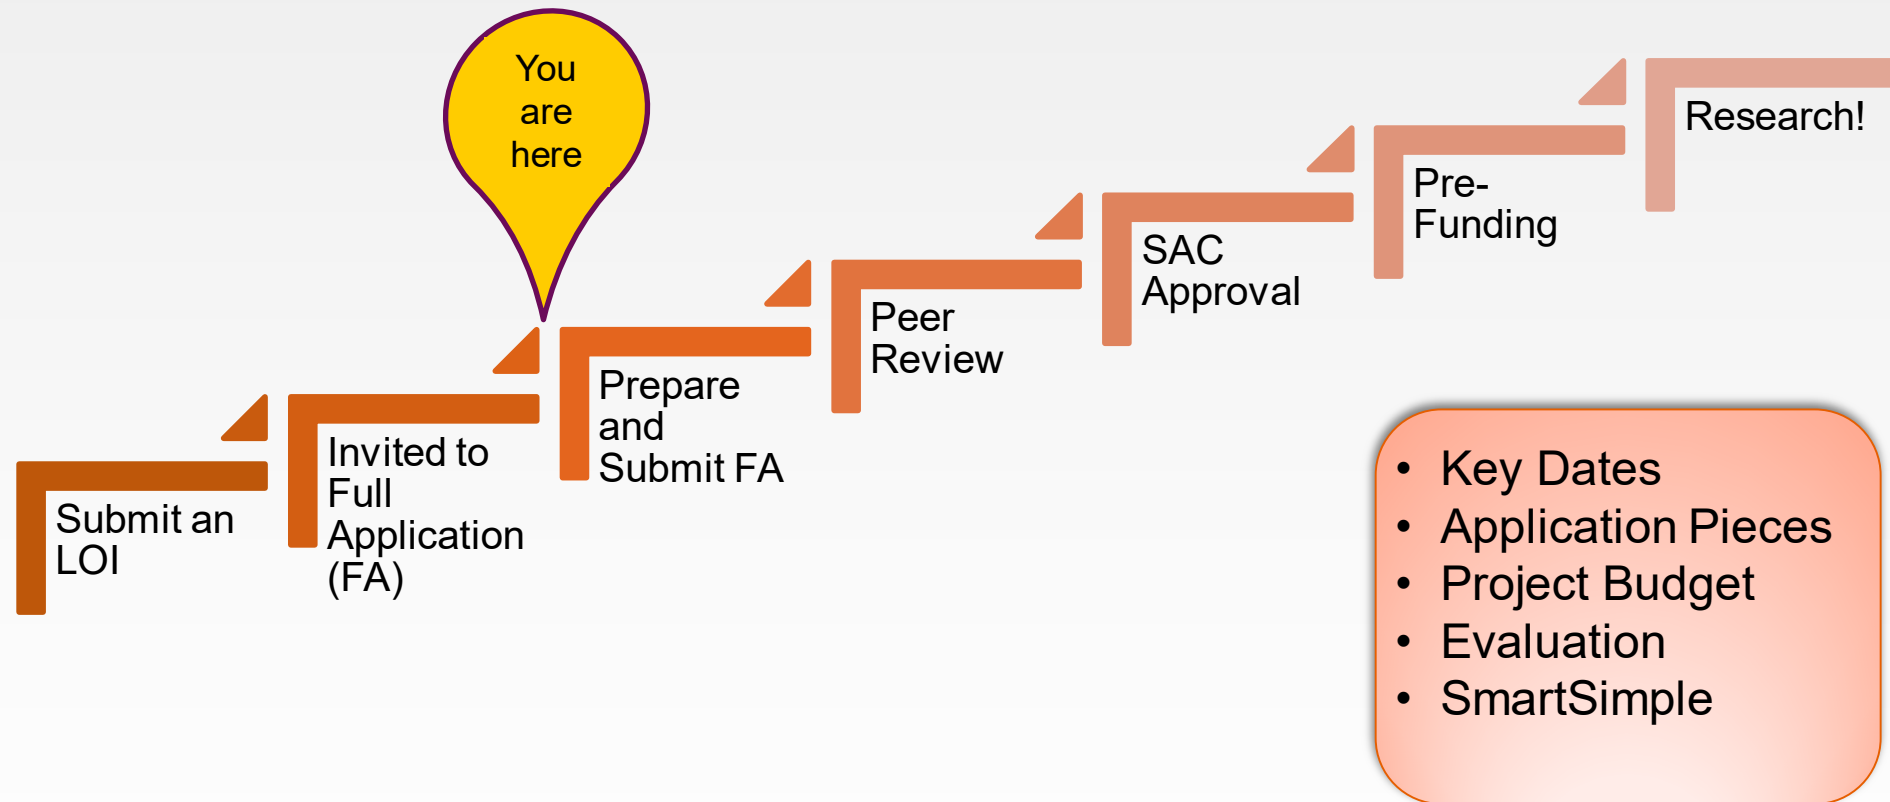 You
are
here
Submit an
LOI
Invited to
Full
Application
(FA)
Prepare
and
Submit FA
Peer
Review
SAC
Approval
Pre-
Funding
Research!
• Key Dates
• Application Pieces
• Project Budget
• Evaluation
• SmartSimple